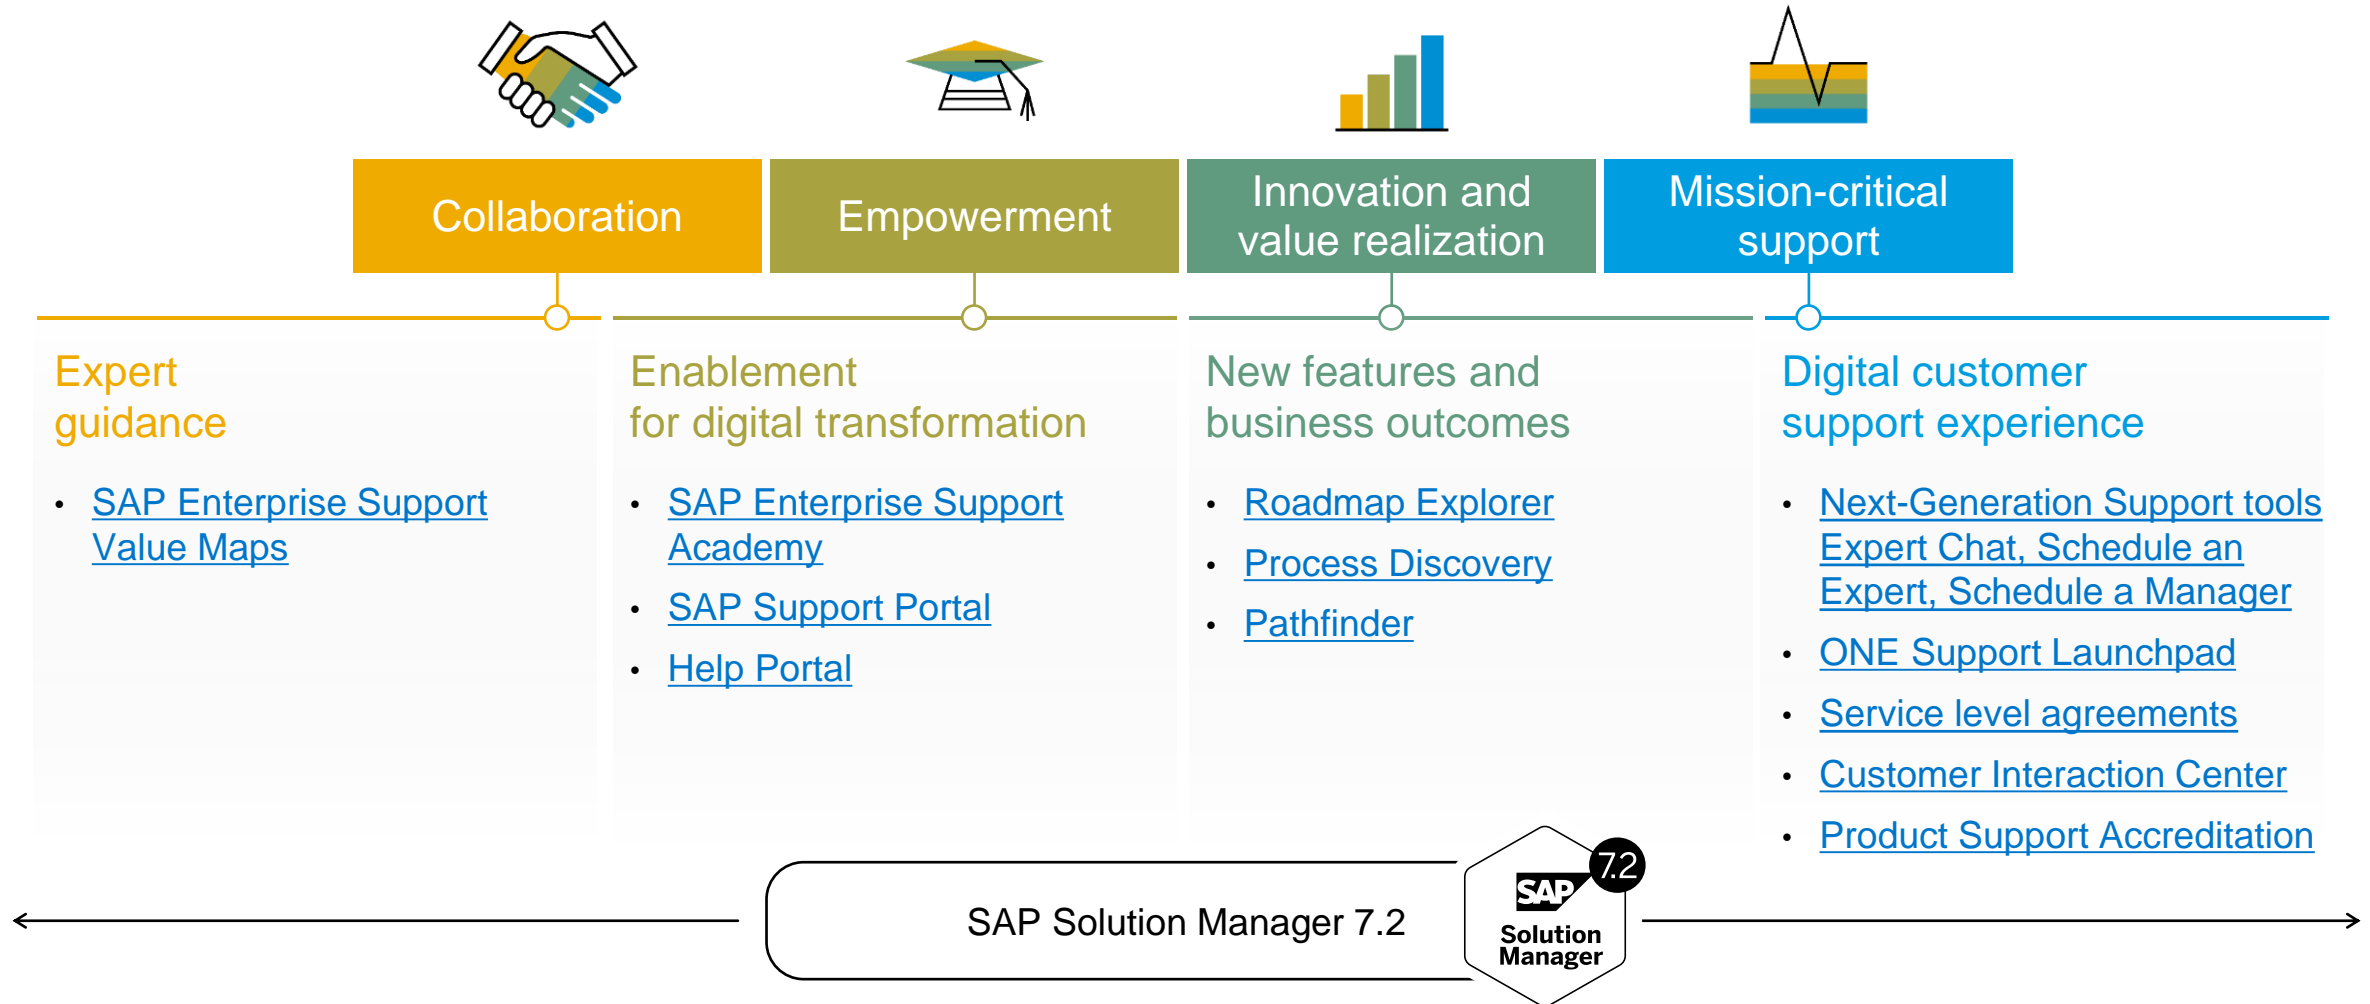 Collaboration
Empowerment
Innovation and
value realization
Mission-critical
support
Expert
guidance
• SAP Enterprise Support
Value Maps
Enablement
for digital transformation
• SAP Enterprise Support
Academy
• SAP Support Portal
• Help Portal
New features and
business outcomes
• Roadmap Explorer
• Process Discovery
• Pathfinder
Digital customer
support experience
• Next-Generation Support tools
Expert Chat, Schedule an
Expert, Schedule a Manager
• ONE Support Launchpad
• Service level agreements
• Customer Interaction Center
• Product Support Accreditation
SAP Solution Manager 7.2
7.2
SAP
Solution
Manager